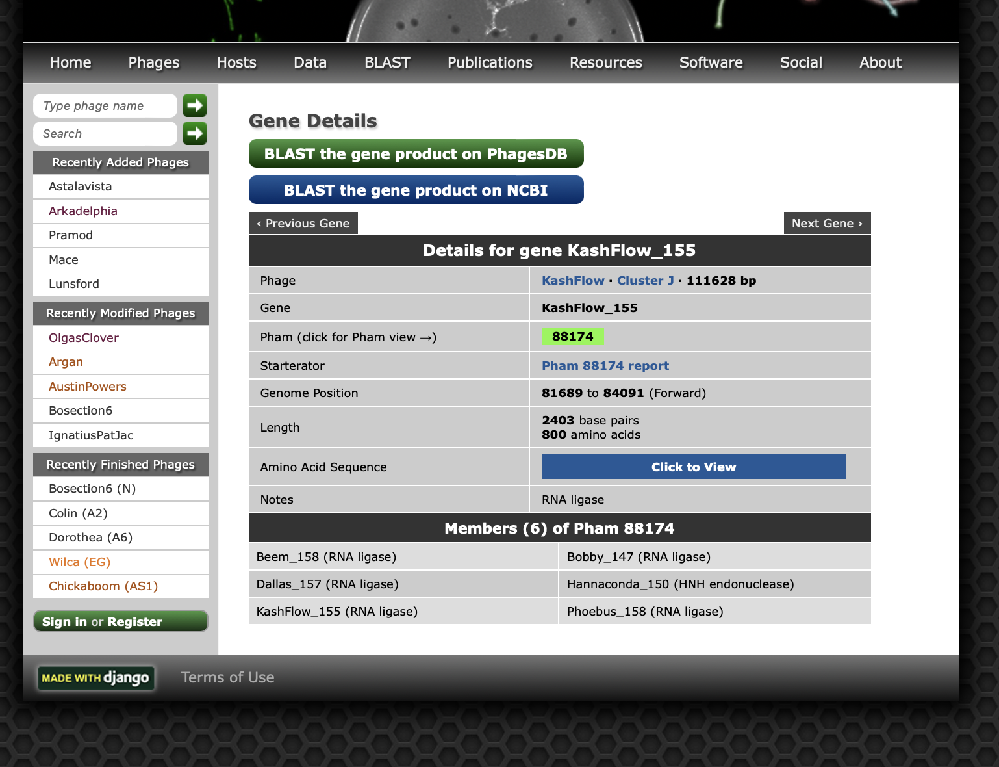 Home Phages Hosts Data BLAST Publications Resources Software Social About
Type phage name
Search
Recently Added Phages
Astalavista
Arkadelphia
Pramod
Mace
Lunsford
Recently Modified Phages
OlgasClover
Argan
AustinPowers
Bosection6
IgnatiusPatJac
Recently Finished Phages
Bosection6 (N)
Colin (A2)
Dorothea (A6)
Wilca (EG)
Chickaboom (AS1)
Sign in or Register
Gene Details
BLAST the gene product on PhagesDB
BLAST the gene product on NCBI
‹ Previous Gene Next Gene ›
Details for gene KashFlow_155
Phage KashFlow · Cluster J · 111628 bp
Gene KashFlow_155
Pham (click for Pham view →) 88174
Starterator Pham 88174 report
Genome Position 81689 to 84091 (Forward)
Length 2403 base pairs
800 amino acids
Amino Acid Sequence Click to View
Notes RNA ligase
Members (6) of Pham 88174
Beem_158 (RNA ligase) Bobby_147 (RNA ligase)
Dallas_157 (RNA ligase) Hannaconda_150 (HNH endonuclease)
KashFlow_155 (RNA ligase) Phoebus_158 (RNA ligase)
MADE WITH django Terms of Use